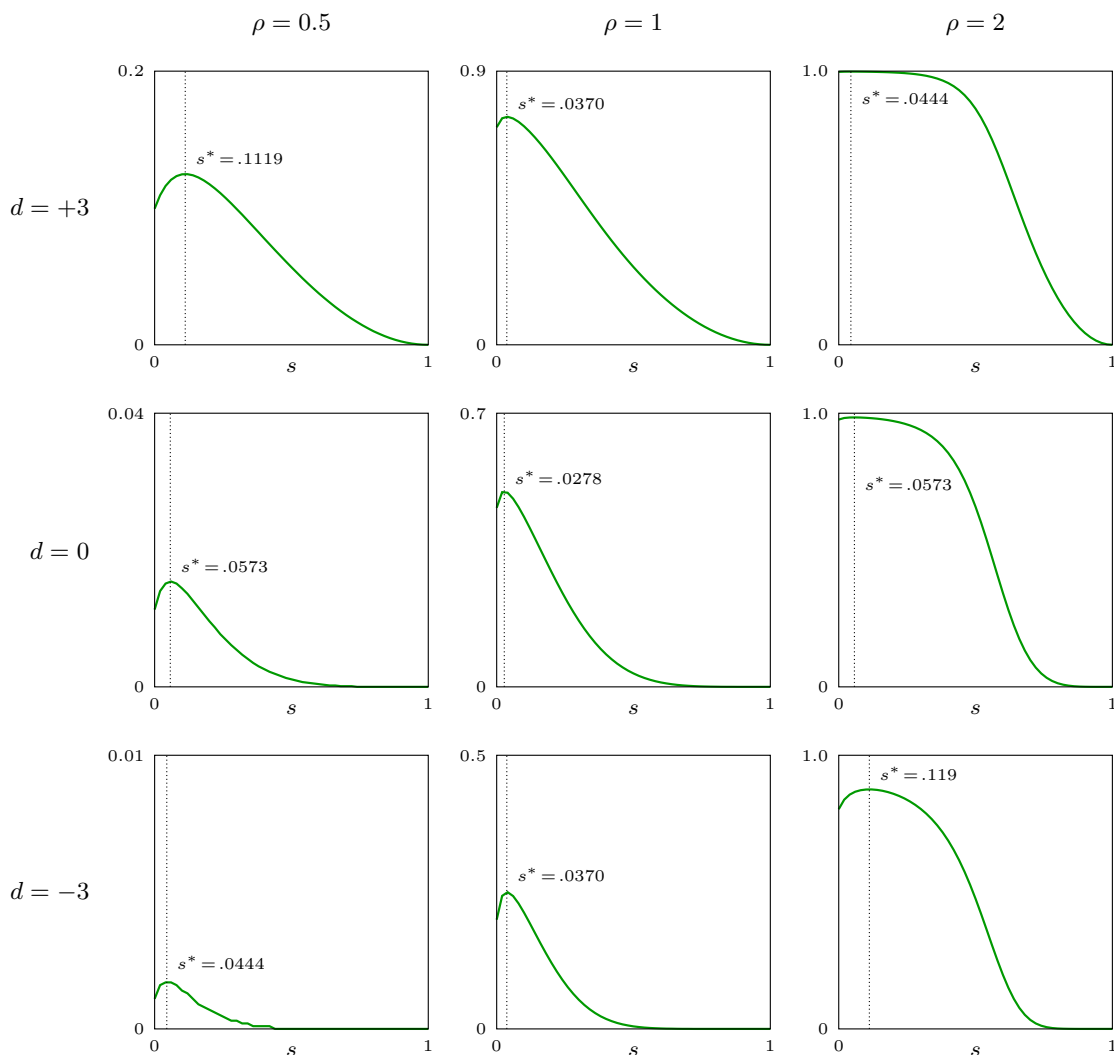 ρ = 0.5 ρ = 1 ρ = 2
0.2 0.9 1.0
s* = .1119 s* = .0370 s* = .0444
d = +3
0 0 0
0 s 1 0 s 1 0 s 1
0.04 0.7 1.0
s* = .0573 s* = .0278 s* = .0573
d = 0
0 0 0
0 s 1 0 s 1 0 s 1
0.01 0.5 1.0
s* = .0444 s* = .0370 s* = .119
d = −3
0 0 0
0 s 1 0 s 1 0 s 1